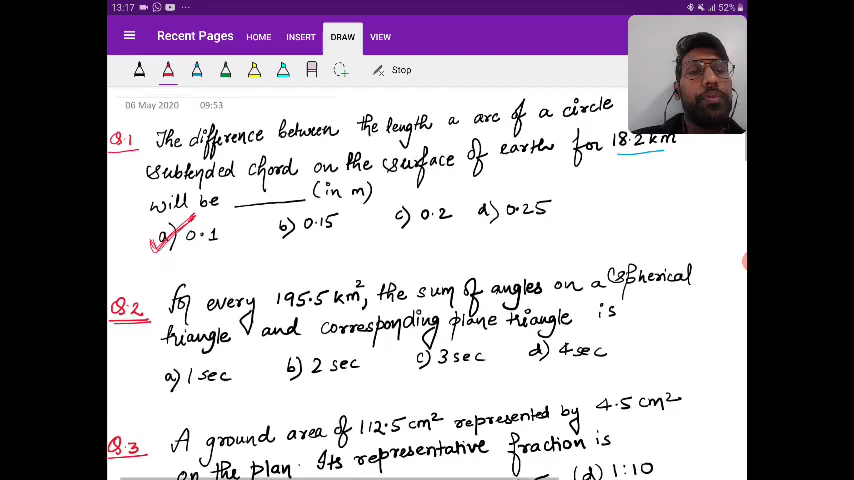 13:17
52%
Recent Pages HOME INSERT DRAW VIEW
Stop
06 May 2020 09:53
Q.1 The difference between the length a arc of a circle
subtended chord on the surface of earth for 18.2 km
will be ______ (in m)
a) 0.1 b) 0.15 c) 0.2 d) 0.25
Q.2 for every 195.5 km², the sum of angles on a spherical
triangle and corresponding plane triangle is
a) 1 sec b) 2 sec c) 3 sec d) 4 sec
Q.3 A ground area of 112.5 cm² represented by 4.5 cm²
on the plan. Its representative fraction is
(d) 1:10